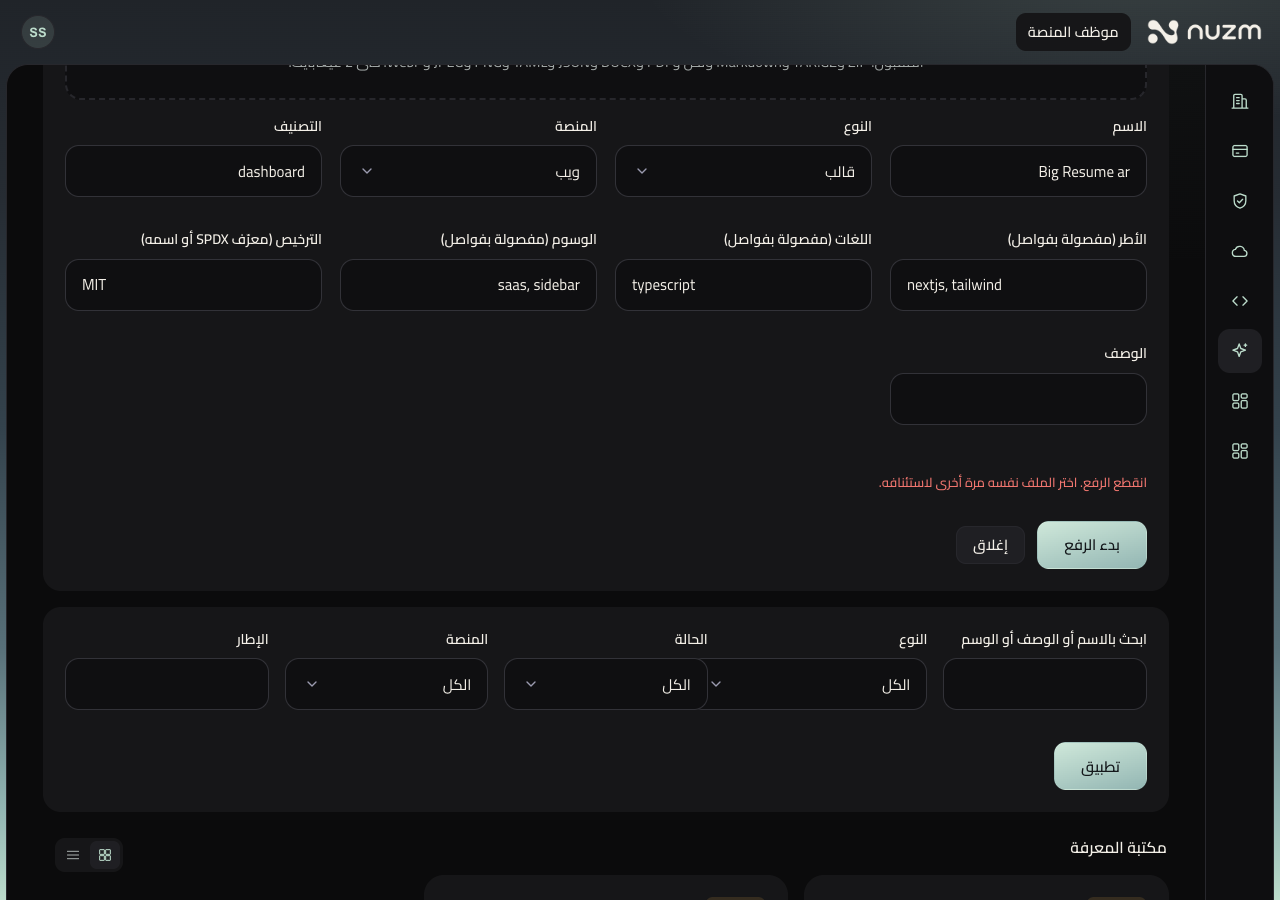 nuzm
موظف المنصة
SS
الاسم
النوع
المنصة
التصنيف
Big Resume ar
قالب
ويب
dashboard
الأطر (مفصولة بفواصل)
اللغات (مفصولة بفواصل)
الوسوم (مفصولة بفواصل)
الترخيص (معرّف SPDX أو اسمه)
nextjs, tailwind
typescript
saas, sidebar
MIT
الوصف
انقطع الرفع. اختر الملف نفسه مرة أخرى لاستئنافه.
بدء الرفع
إغلاق
ابحث بالاسم أو الوصف أو الوسم
النوع
الحالة
المنصة
الإطار
الكل
الكل
الكل
تطبيق
مكتبة المعرفة